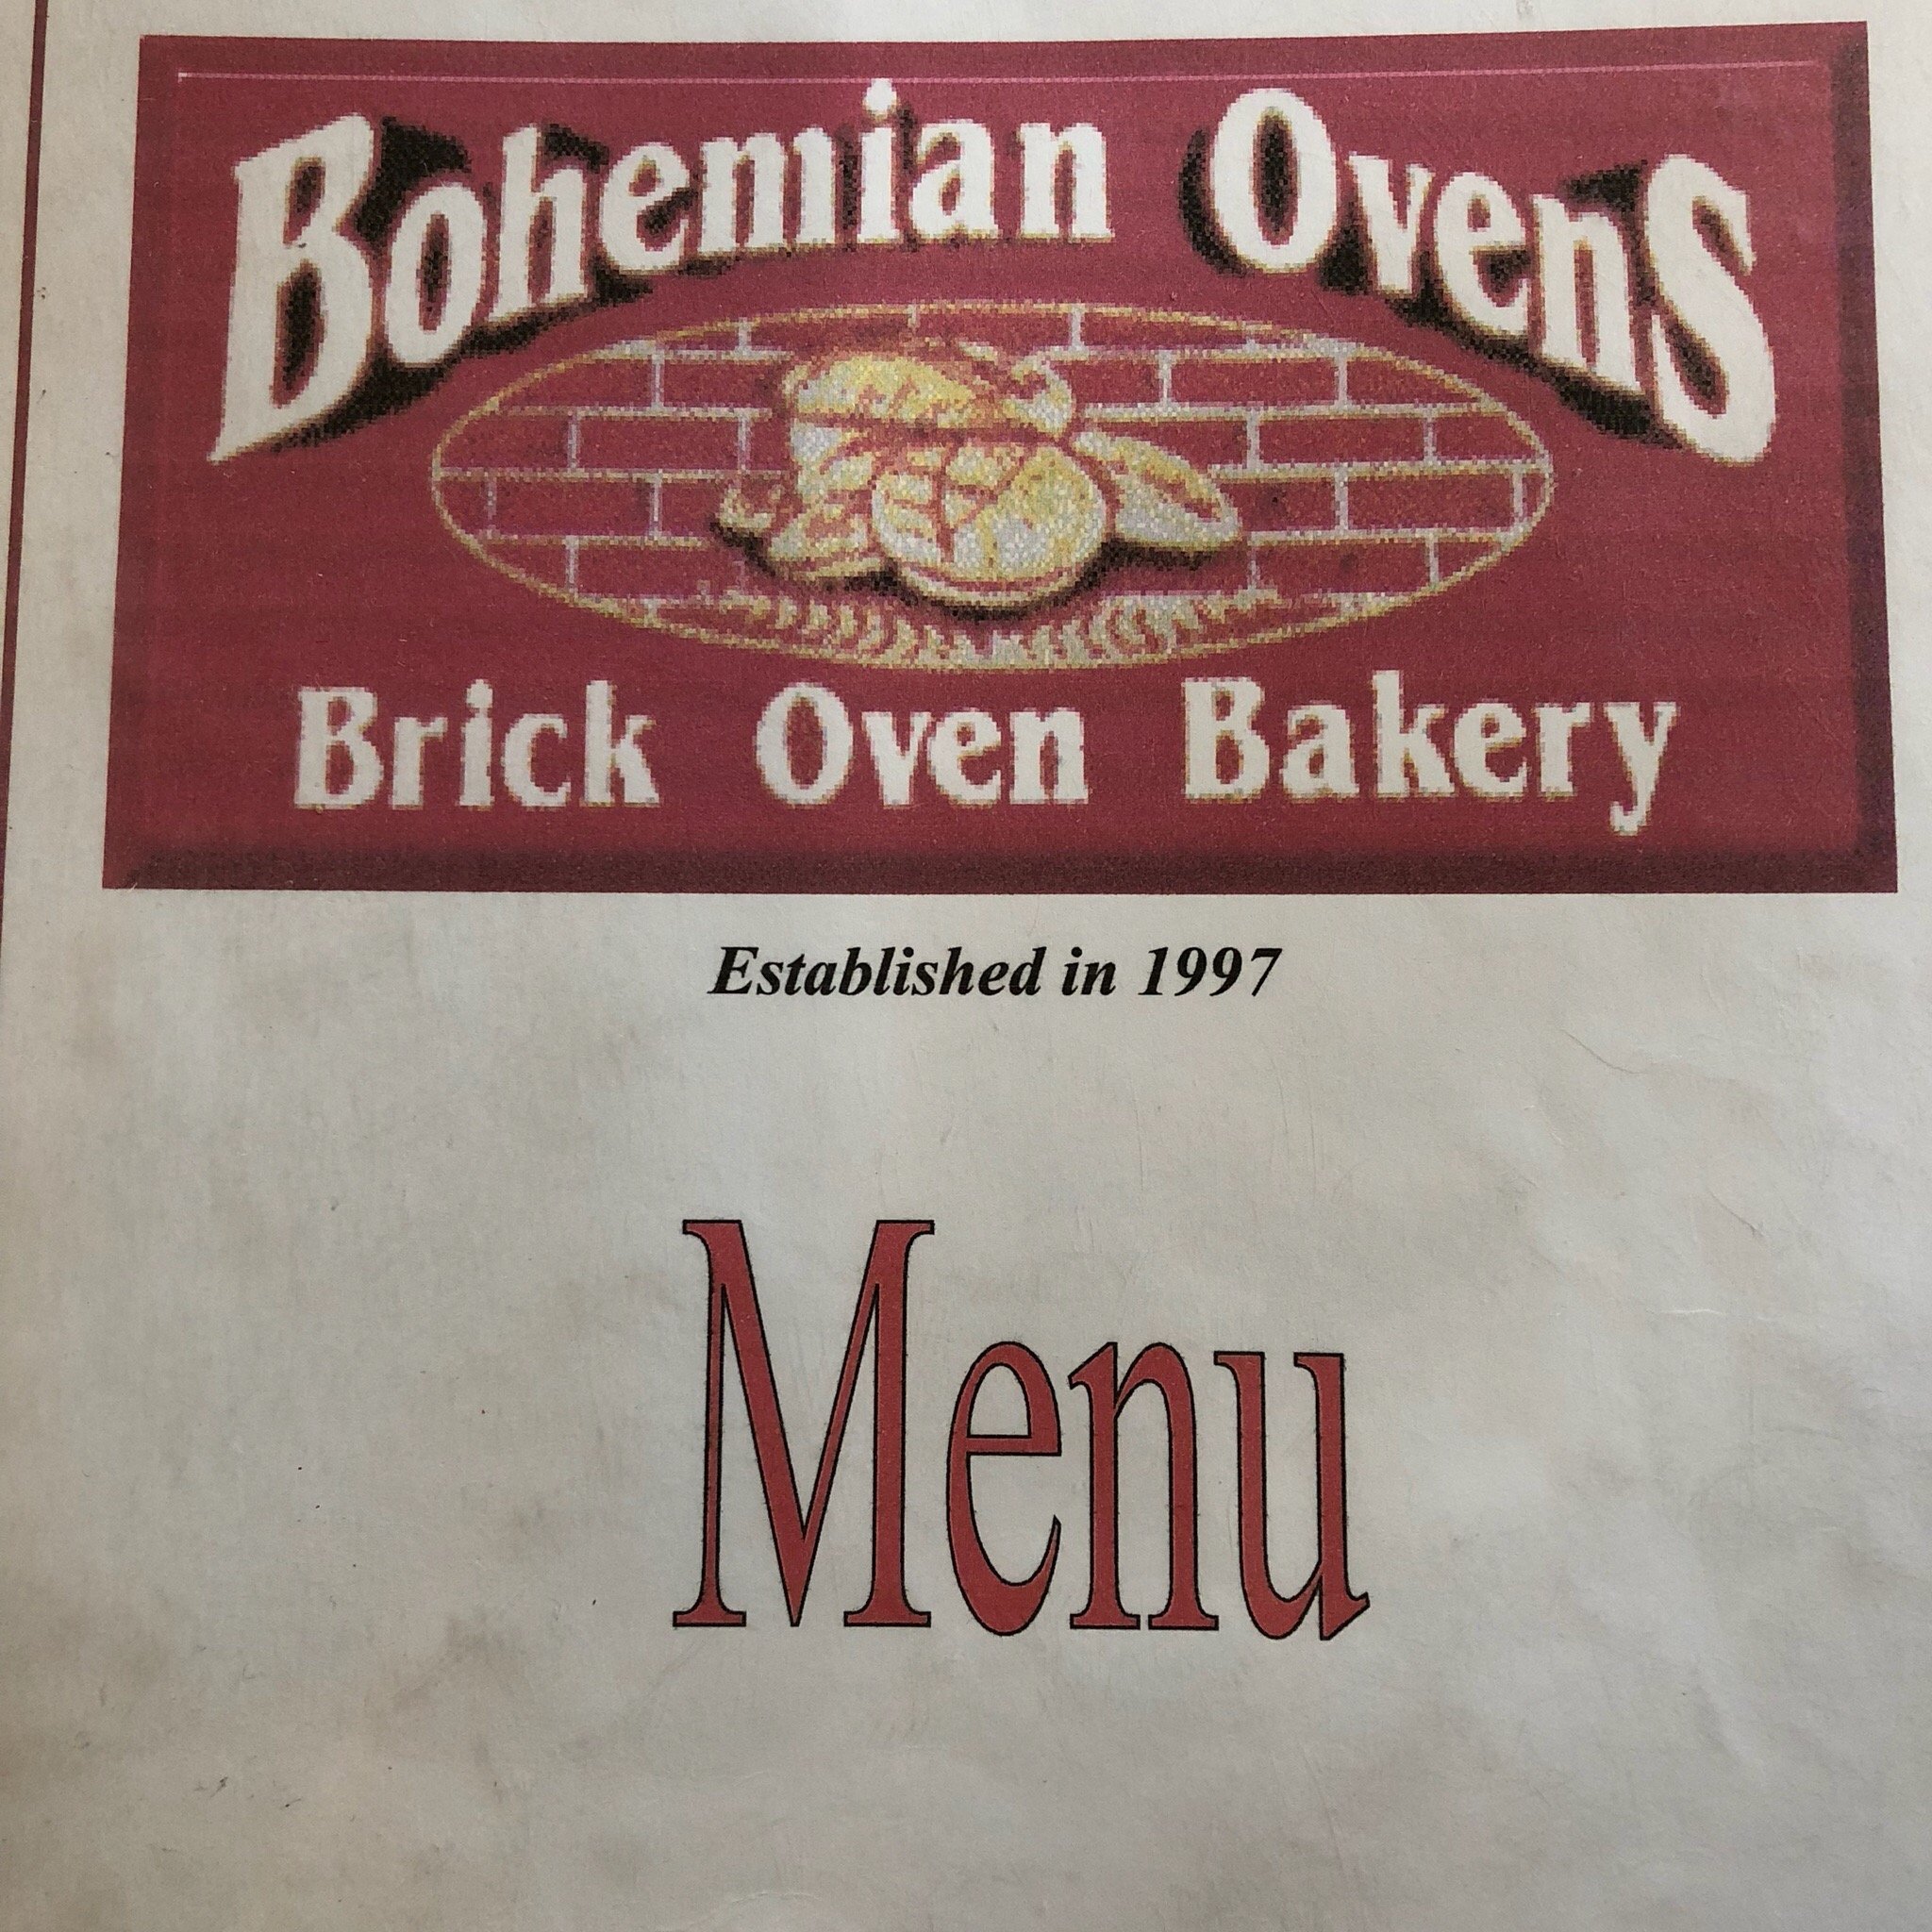 Bohemian Ovens
Brick Oven Bakery
Established in 1997
Menu